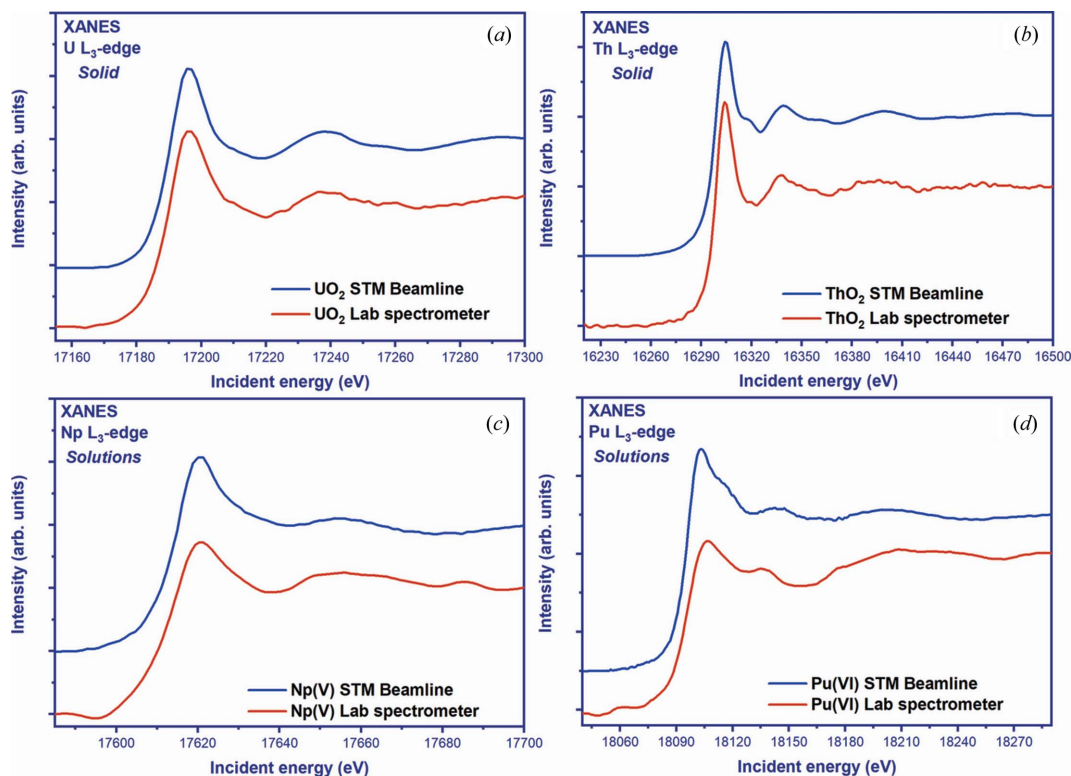 XANES
U L₃-edge
Solid
(a)
Intensity (arb. units)
UO₂ STM Beamline
UO₂ Lab spectrometer
17160 17180 17200 17220 17240 17260 17280 17300
Incident energy (eV)
XANES
Th L₃-edge
Solid
(b)
Intensity (arb. units)
ThO₂ STM Beamline
ThO₂ Lab spectrometer
16230 16260 16290 16320 16350 16380 16410 16440 16470 16500
Incident energy (eV)
XANES
Np L₃-edge
Solutions
(c)
Intensity (arb. units)
Np(V) STM Beamline
Np(V) Lab spectrometer
17600 17620 17640 17660 17680 17700
Incident energy (eV)
XANES
Pu L₃-edge
Solutions
(d)
Intensity (arb. units)
Pu(VI) STM Beamline
Pu(VI) Lab spectrometer
18060 18090 18120 18150 18180 18210 18240 18270
Incident energy (eV)